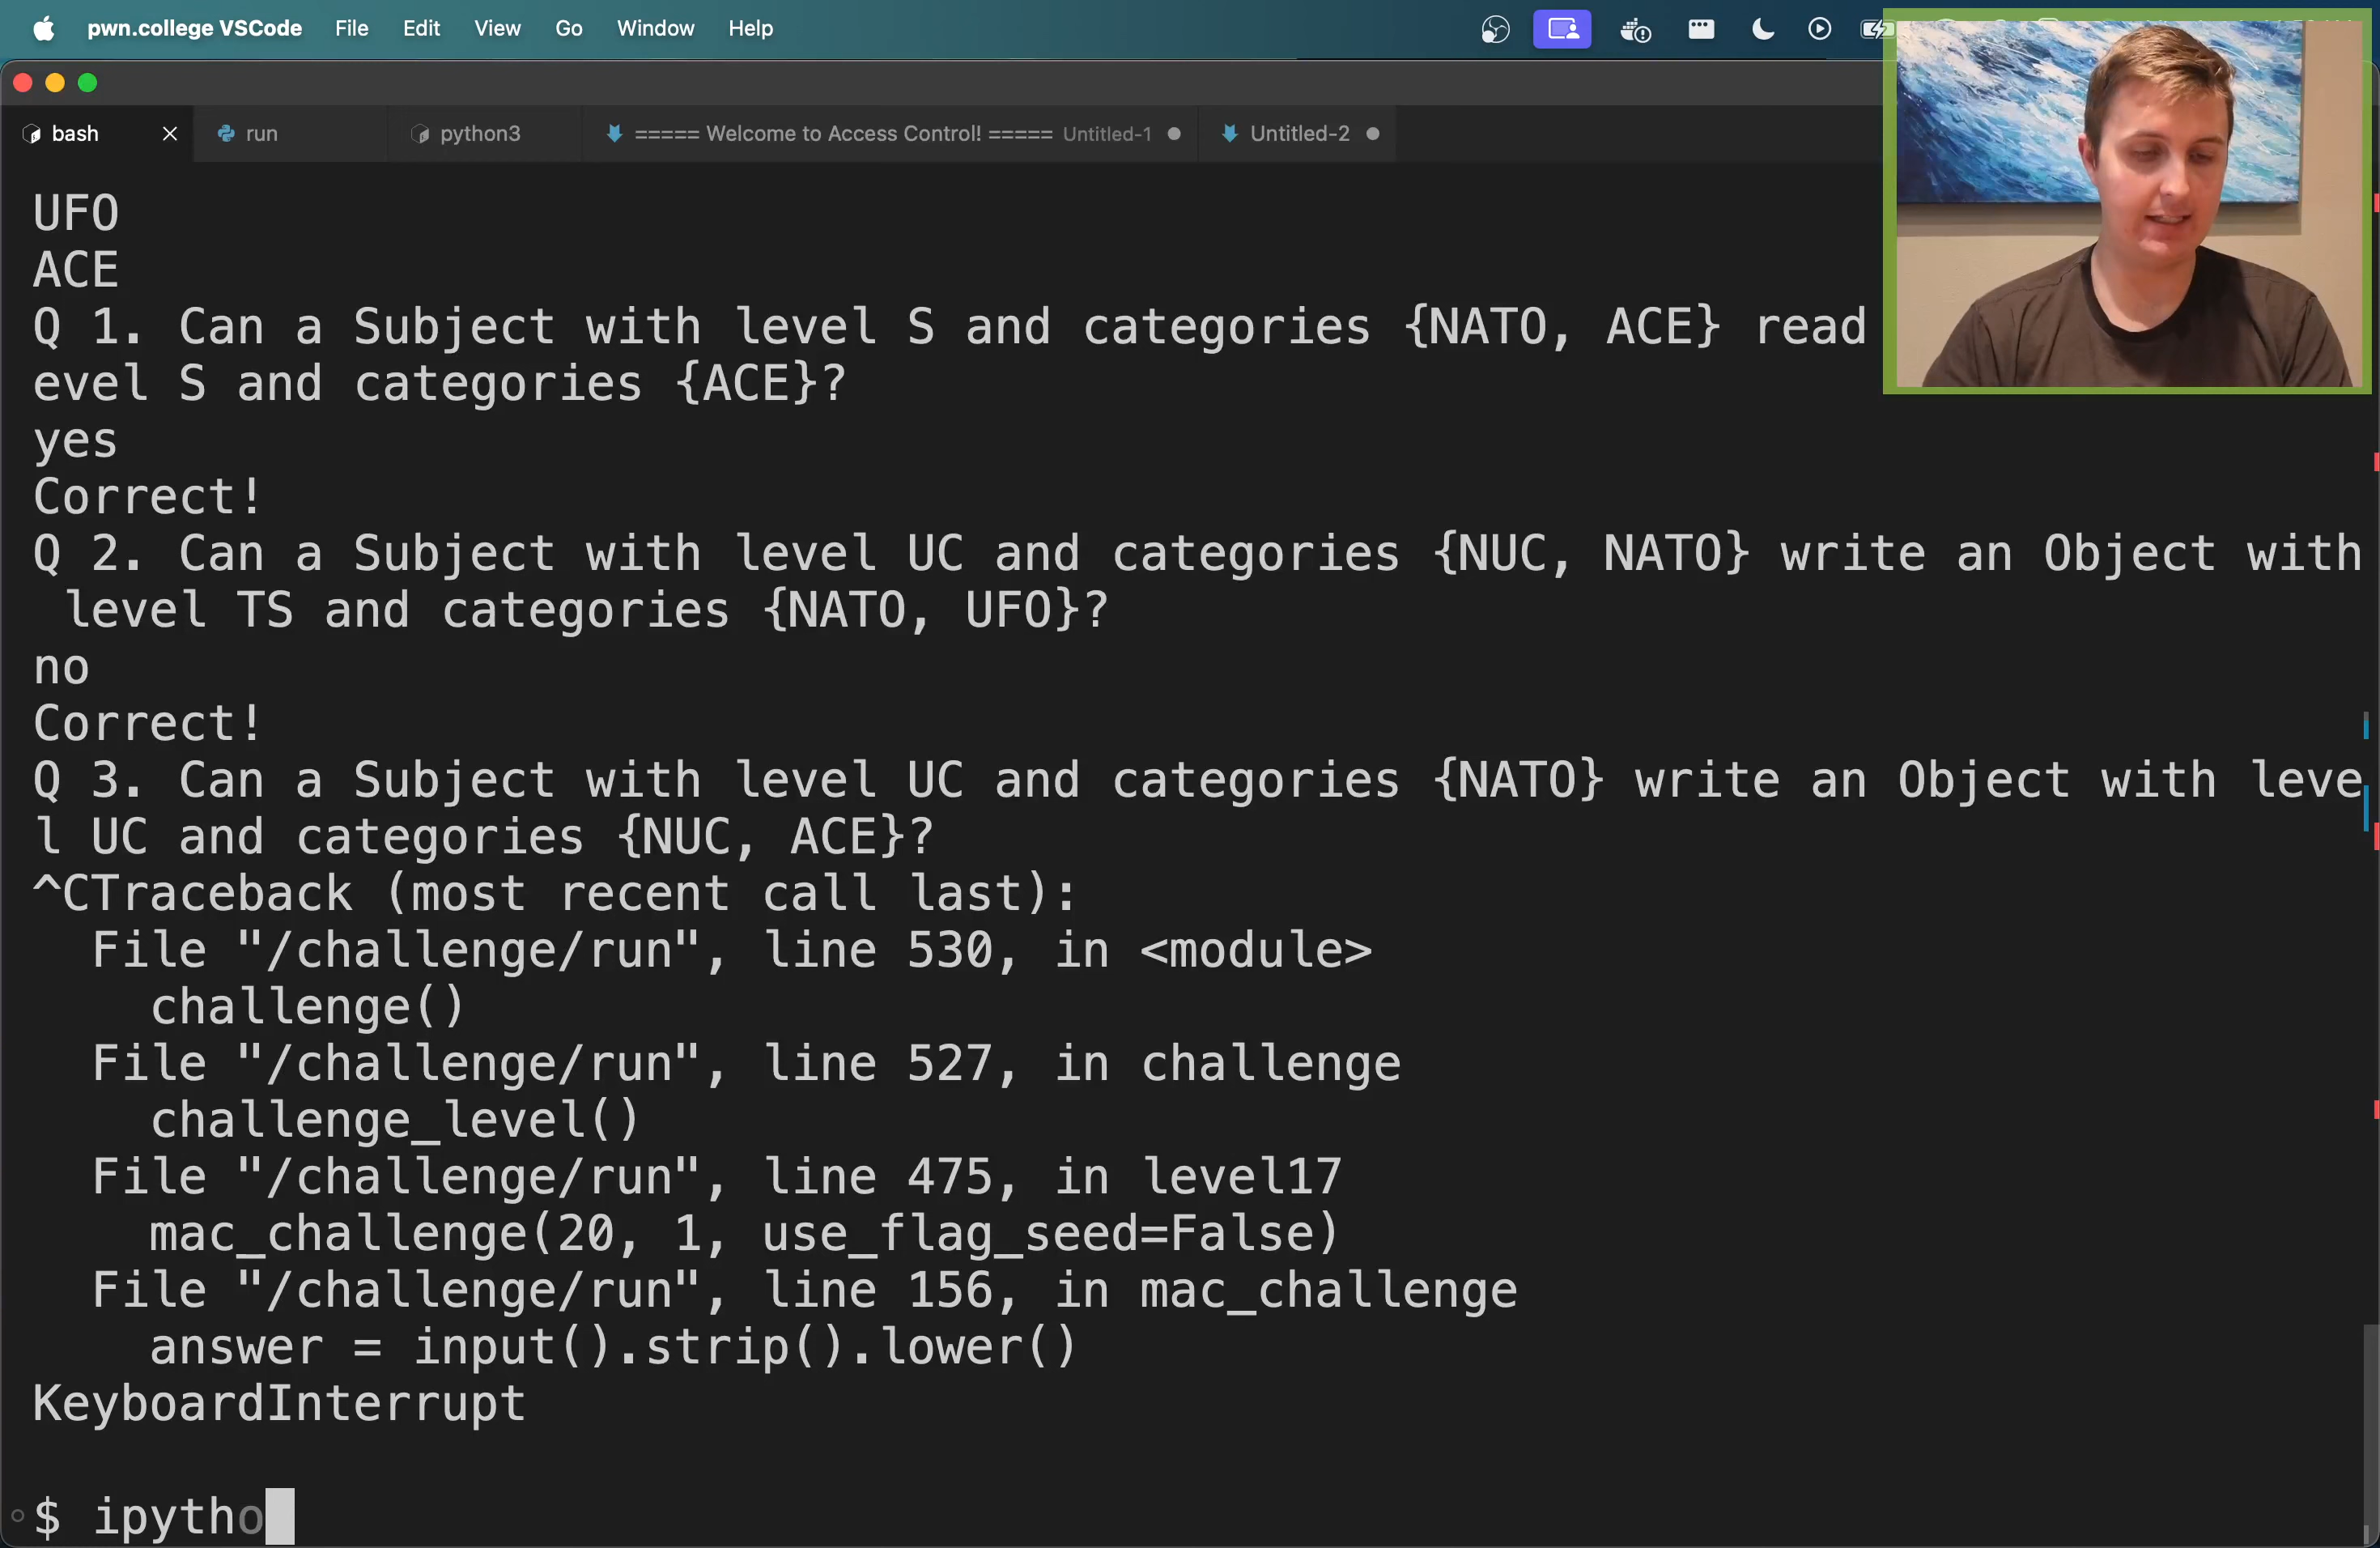 pwn.college VSCode File Edit View Go Window Help
bash run python3 ===== Welcome to Access Control! ===== Untitled-1 Untitled-2
UFO
ACE
Q 1. Can a Subject with level S and categories {NATO, ACE} read
evel S and categories {ACE}?
yes
Correct!
Q 2. Can a Subject with level UC and categories {NUC, NATO} write an Object with
level TS and categories {NATO, UFO}?
no
Correct!
Q 3. Can a Subject with level UC and categories {NATO} write an Object with leve
l UC and categories {NUC, ACE}?
^CTraceback (most recent call last):
File "/challenge/run", line 530, in <module>
challenge()
File "/challenge/run", line 527, in challenge
challenge_level()
File "/challenge/run", line 475, in level17
mac_challenge(20, 1, use_flag_seed=False)
File "/challenge/run", line 156, in mac_challenge
answer = input().strip().lower()
KeyboardInterrupt
$ ipytho